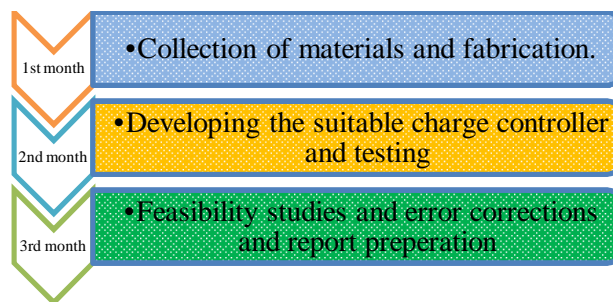 1st month
•Collection of materials and fabrication.
2nd month
•Developing the suitable charge controller
and testing
3rd month
•Feasibility studies and error corrections
and report preperation